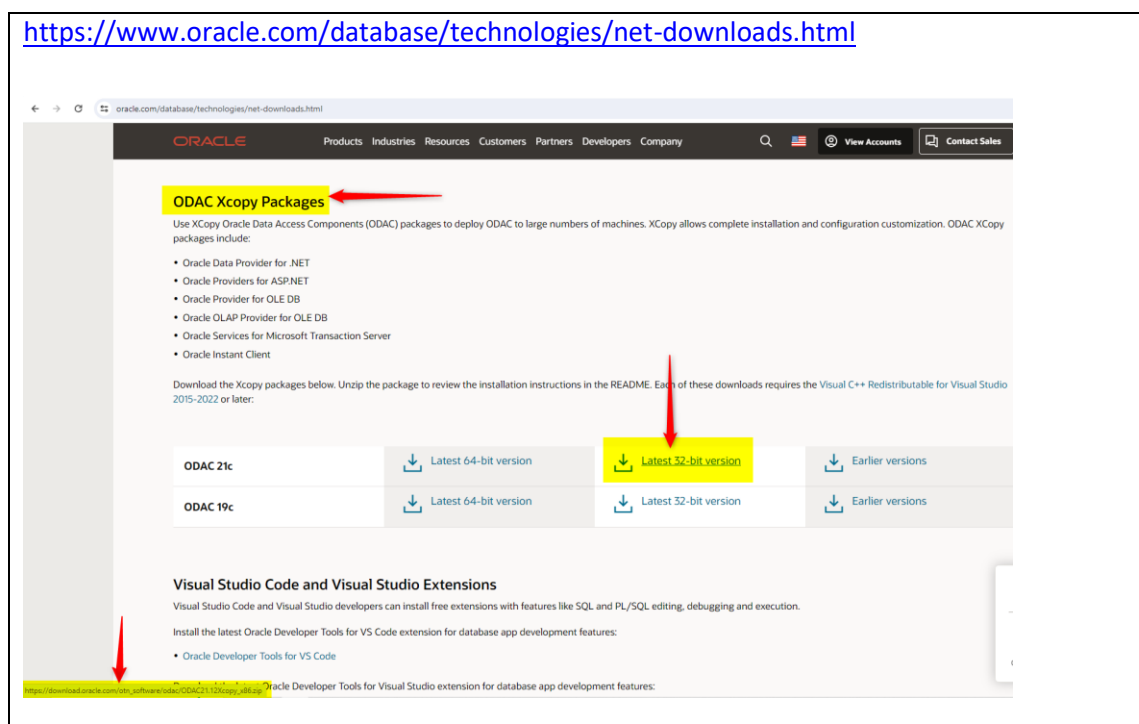 https://www.oracle.com/database/technologies/net-downloads.html
oracle.com/database/technologies/net-downloads.html
ORACLE Products Industries Resources Customers Partners Developers Company View Accounts Contact Sales
ODAC Xcopy Packages
Use XCopy Oracle Data Access Components (ODAC) packages to deploy ODAC to large numbers of machines. XCopy allows complete installation and configuration customization. ODAC XCopy
packages include:
• Oracle Data Provider for .NET
• Oracle Providers for ASP.NET
• Oracle Provider for OLE DB
• Oracle OLAP Provider for OLE DB
• Oracle Services for Microsoft Transaction Server
• Oracle Instant Client
Download the Xcopy packages below. Unzip the package to review the installation instructions in the README. Each of these downloads requires the Visual C++ Redistributable for Visual Studio
2015-2022 or later:
ODAC 21c Latest 64-bit version Latest 32-bit version Earlier versions
ODAC 19c Latest 64-bit version Latest 32-bit version Earlier versions
Visual Studio Code and Visual Studio Extensions
Visual Studio Code and Visual Studio developers can install free extensions with features like SQL and PL/SQL editing, debugging and execution.
Install the latest Oracle Developer Tools for VS Code extension for database app development features:
• Oracle Developer Tools for VS Code
https://download.oracle.com/otn_software/odac/ODAC21.12Xcopy_x86.zip Oracle Developer Tools for Visual Studio extension for database app development features: